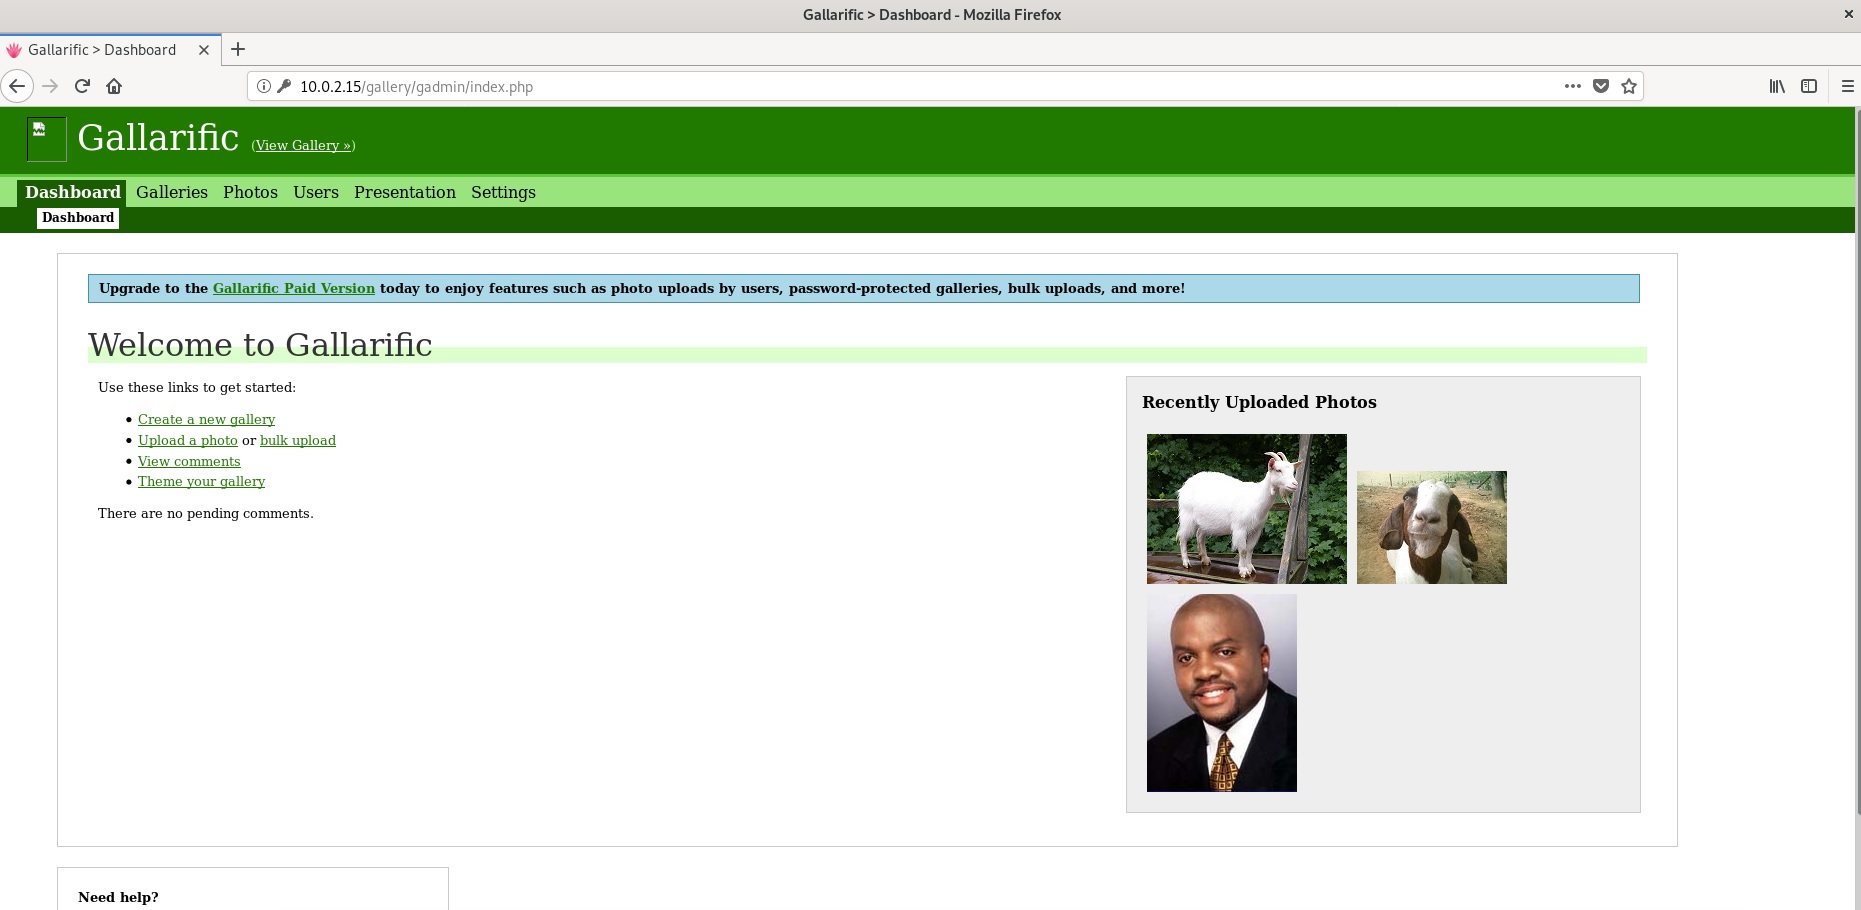 Gallarific > Dashboard - Mozilla Firefox
Gallarific > Dashboard
10.0.2.15/gallery/gadmin/index.php
Gallarific (View Gallery »)
Dashboard Galleries Photos Users Presentation Settings
Dashboard
Upgrade to the Gallarific Paid Version today to enjoy features such as photo uploads by users, password-protected galleries, bulk uploads, and more!
Welcome to Gallarific
Use these links to get started:
• Create a new gallery
• Upload a photo or bulk upload
• View comments
• Theme your gallery
There are no pending comments.
Recently Uploaded Photos
Need help?